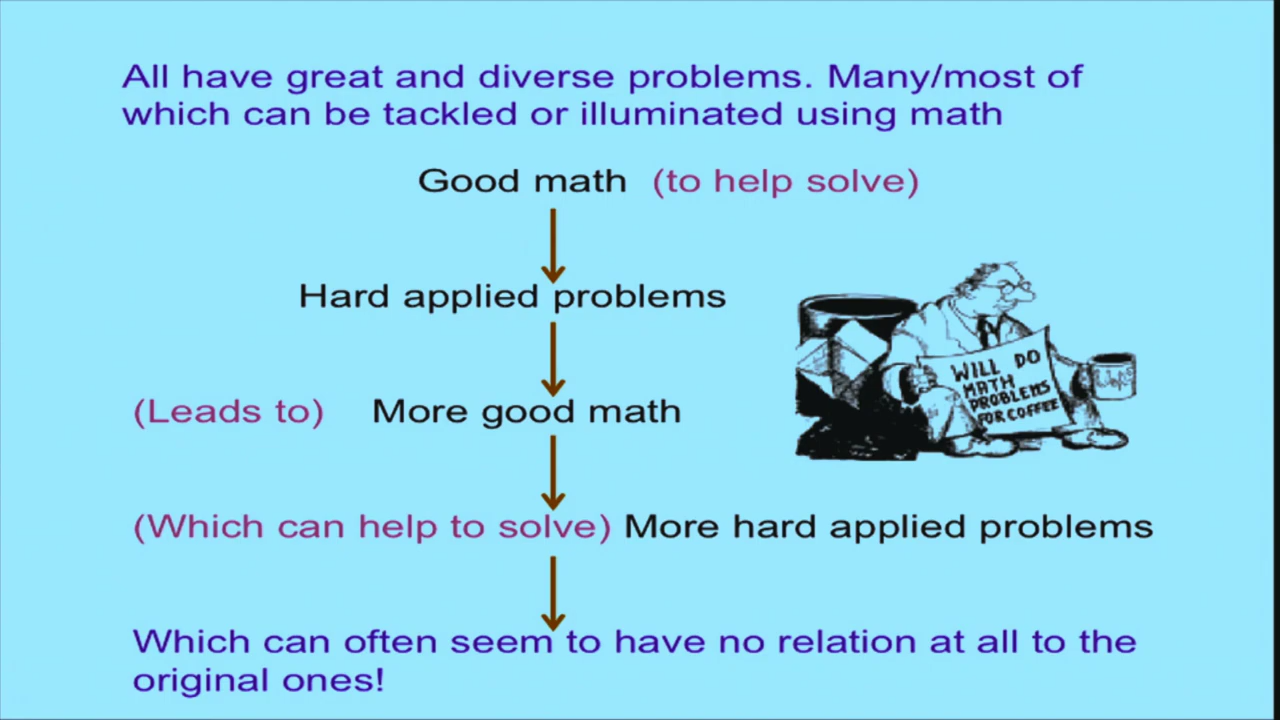 All have great and diverse problems. Many/most of
which can be tackled or illuminated using math
Good math (to help solve)
Hard applied problems
WILL DO
MATH
PROBLEMS
FOR COFFEE
(Leads to) More good math
(Which can help to solve) More hard applied problems
Which can often seem to have no relation at all to the
original ones!